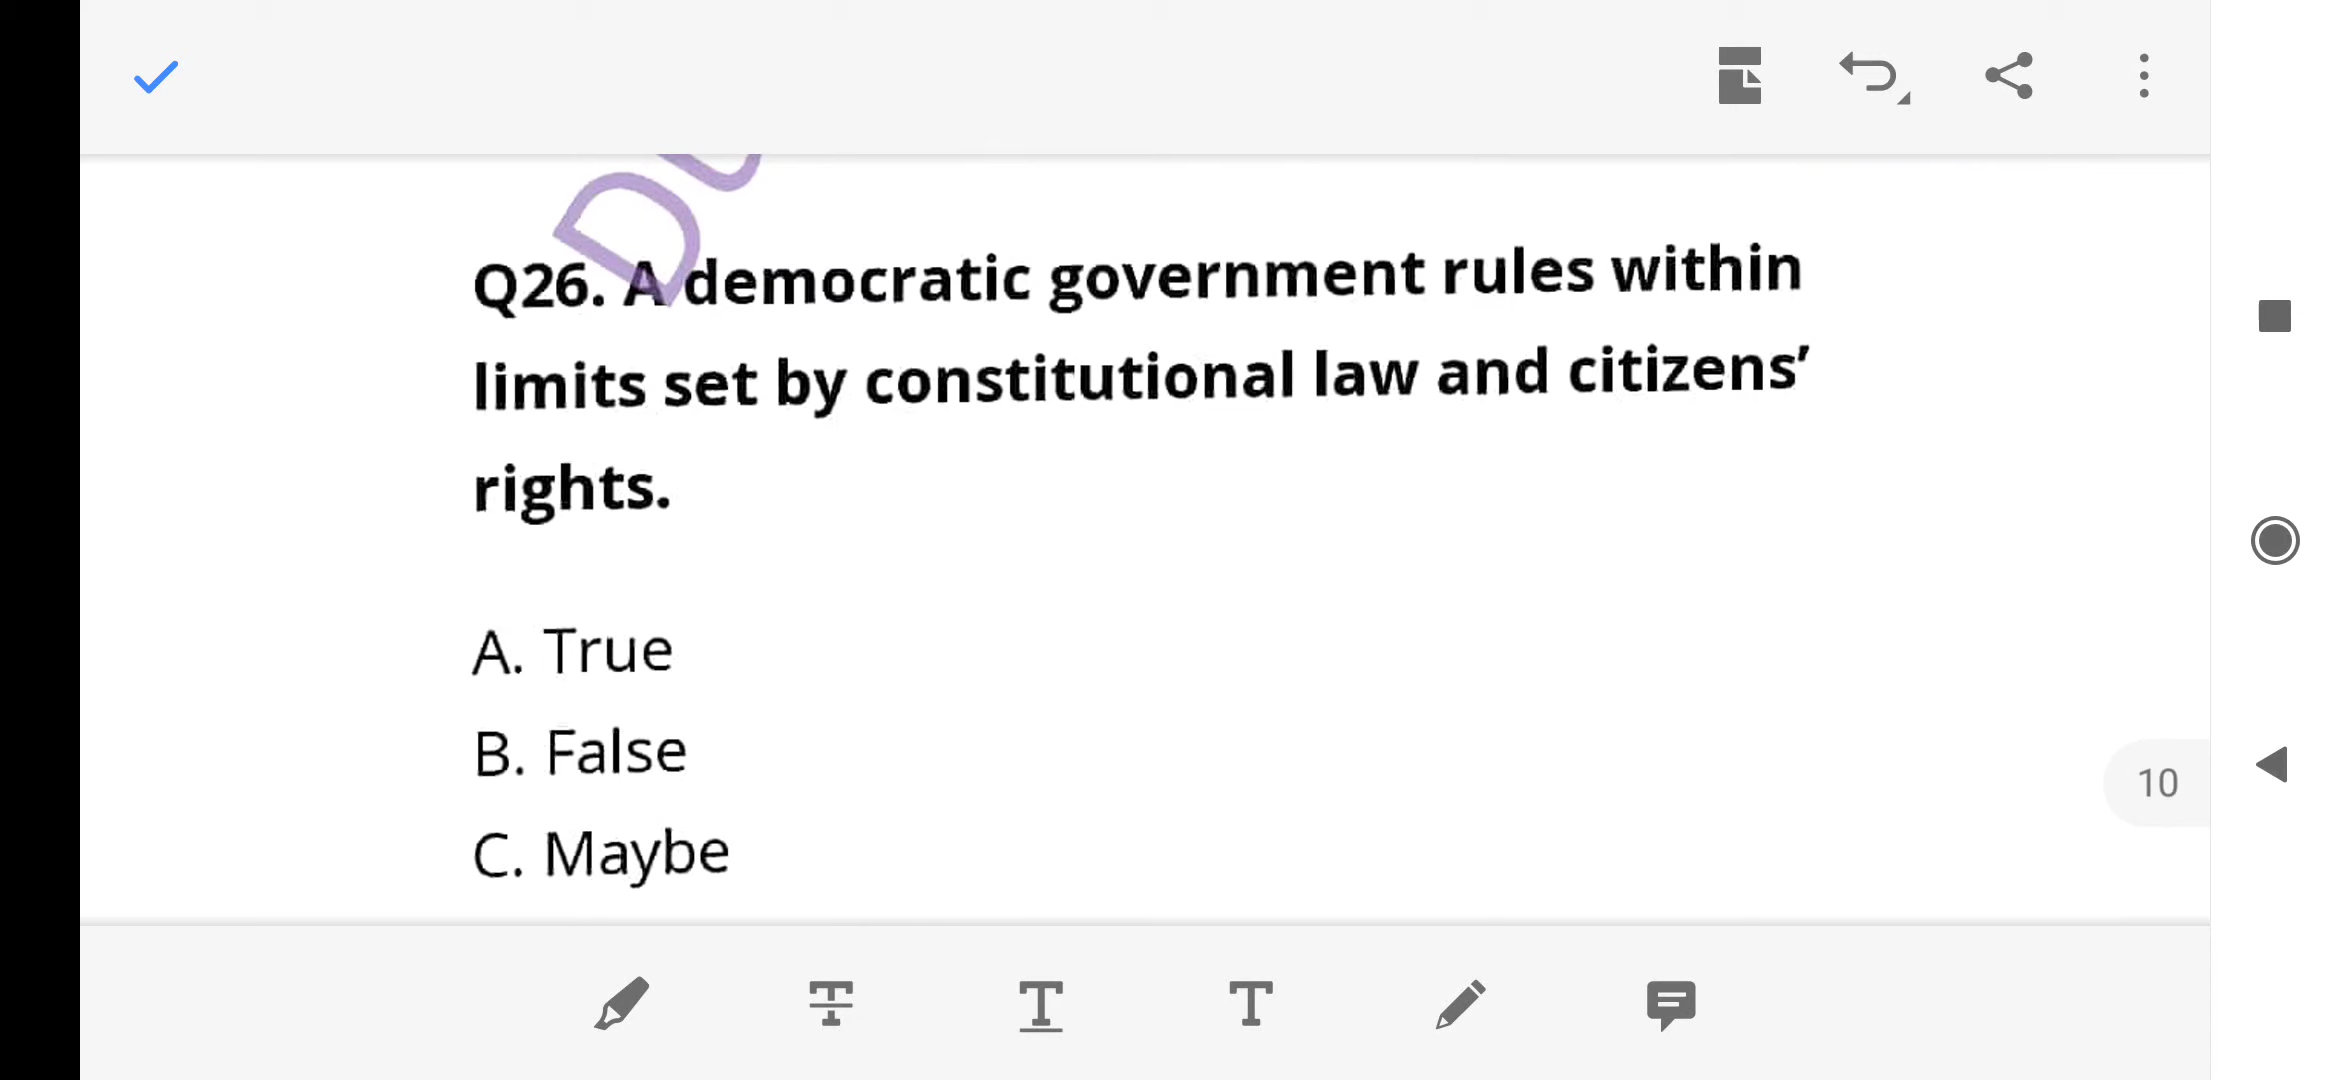 Q26. A democratic government rules within
limits set by constitutional law and citizens’
rights.
A. True
B. False
C. Maybe
10